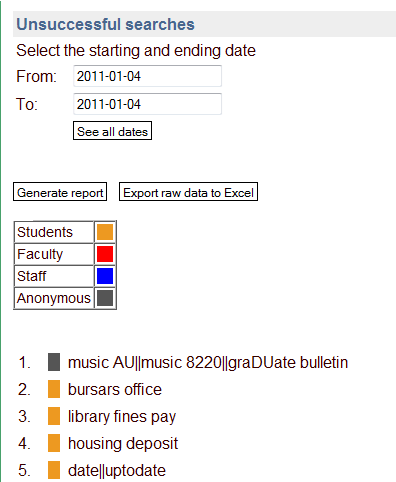 Unsuccessful searches
Select the starting and ending date
From: 2011-01-04
To: 2011-01-04
See all dates
Generate report Export raw data to Excel
Students
Faculty
Staff
Anonymous
1. music AU||music 8220||graDUate bulletin
2. bursars office
3. library fines pay
4. housing deposit
5. date||uptodate